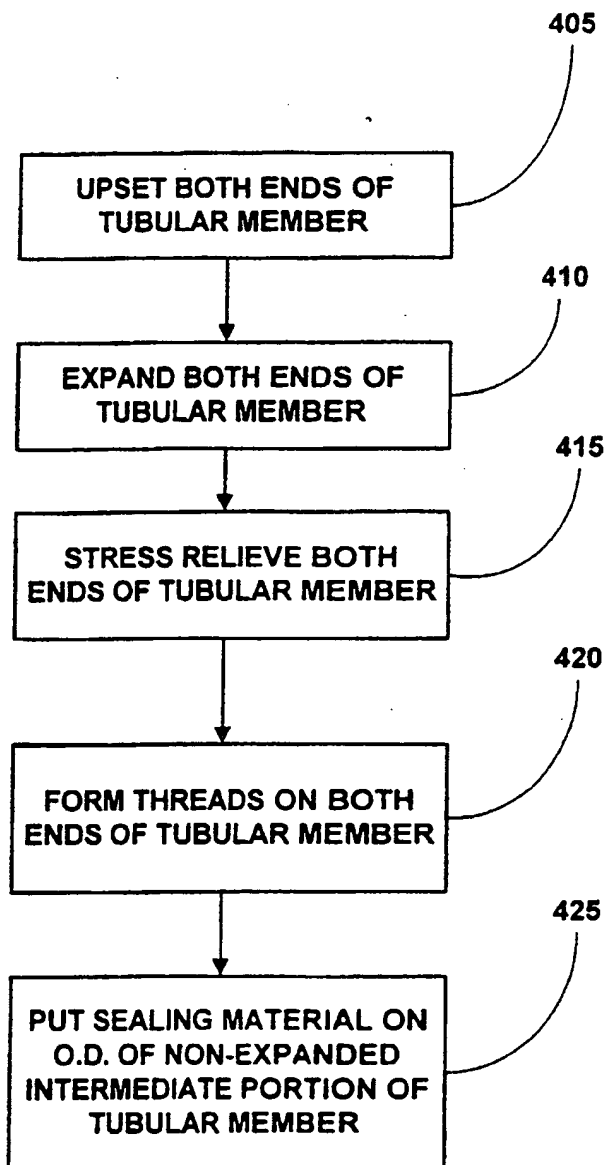 405
UPSET BOTH ENDS OF
TUBULAR MEMBER
410
EXPAND BOTH ENDS OF
TUBULAR MEMBER
415
STRESS RELIEVE BOTH
ENDS OF TUBULAR MEMBER
420
FORM THREADS ON BOTH
ENDS OF TUBULAR MEMBER
425
PUT SEALING MATERIAL ON
O.D. OF NON-EXPANDED
INTERMEDIATE PORTION OF
TUBULAR MEMBER